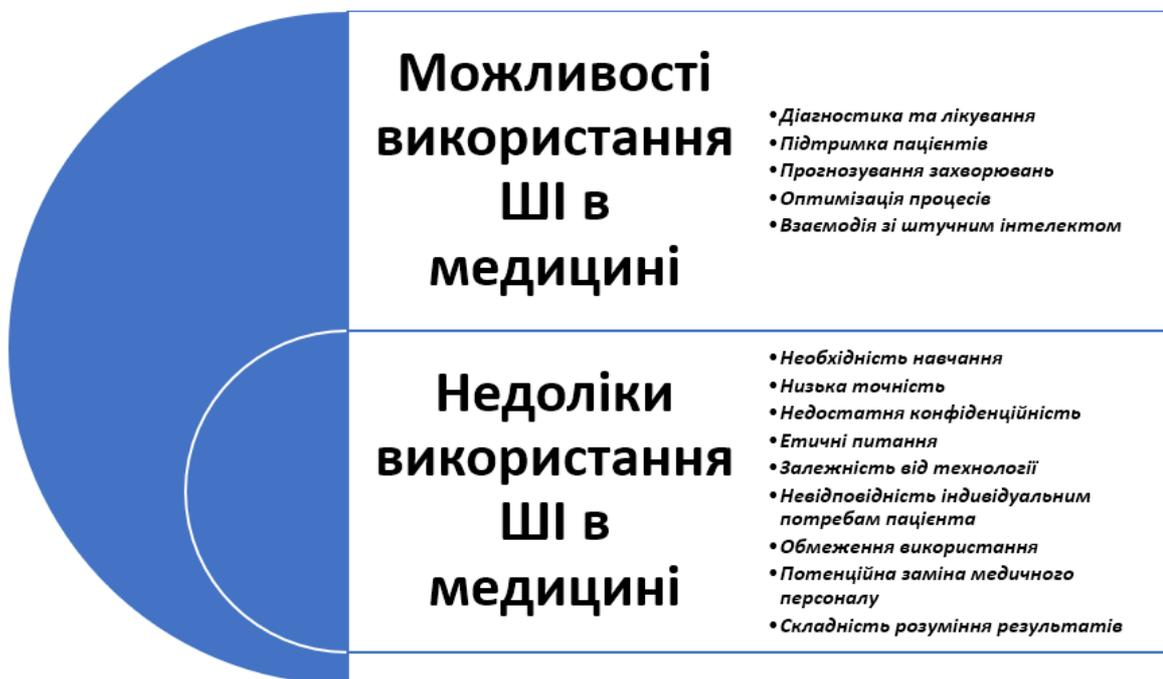 Можливості
використання
ШІ в
медицині
•Діагностика та лікування
•Підтримка пацієнтів
•Прогнозування захворювань
•Оптимізація процесів
•Взаємодія зі штучним інтелектом
Недоліки
використання
ШІ в
медицині
•Необхідність навчання
•Низька точність
•Недостатня конфіденційність
•Етичні питання
•Залежність від технології
•Невідповідність індивідуальним
потребам пацієнта
•Обмеження використання
•Потенційна заміна медичного
персоналу
•Складність розуміння результатів